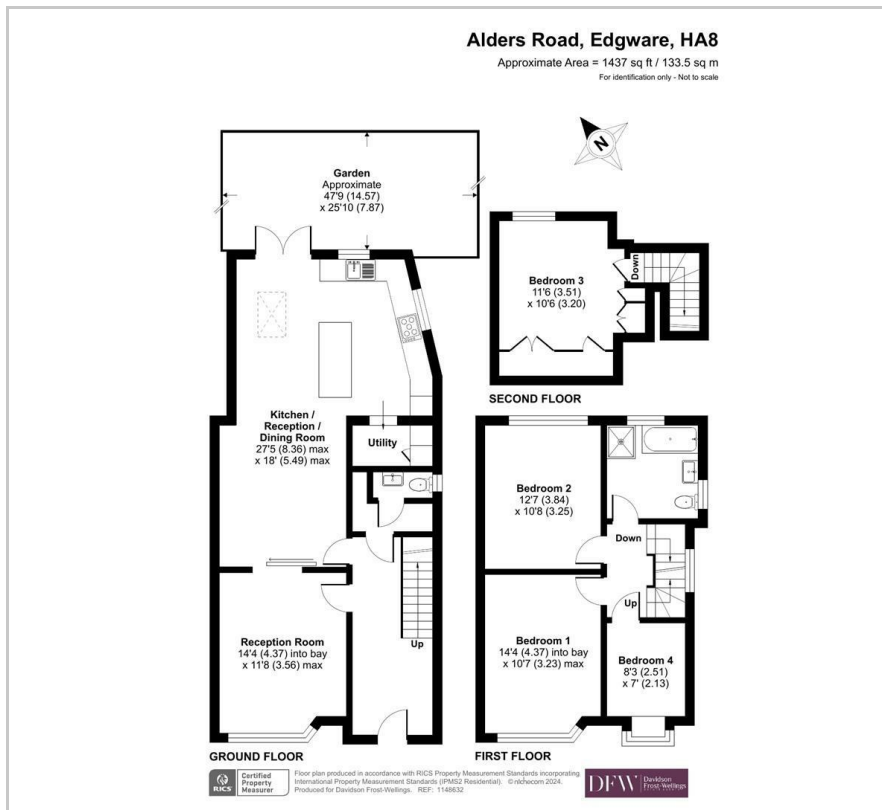 Alders Road, Edgware, HA8
Approximate Area = 1437 sq ft / 133.5 sq m
For identification only - Not to scale
N
Garden
Approximate
47'9 (14.57)
x 25'10 (7.87)
Kitchen /
Reception /
Dining Room
27'5 (8.36) max
x 18' (5.49) max
Utility
Reception Room
14'4 (4.37) into bay
x 11'8 (3.56) max
Up
GROUND FLOOR
Bedroom 3
11'6 (3.51)
x 10'6 (3.20)
Down
SECOND FLOOR
Bedroom 2
12'7 (3.84)
x 10'8 (3.25)
Down
Up
Bedroom 1
14'4 (4.37) into bay
x 10'7 (3.23) max
Bedroom 4
8'3 (2.51)
x 7' (2.13)
FIRST FLOOR
RICS
Certified
Property
Measurer
Floor plan produced in accordance with RICS Property Measurement Standards incorporating
International Property Measurement Standards (IPMS2 Residential). © nichecom 2024.
Produced for Davidson Frost-Wellings. REF: 1148632
DFW
Davidson
Frost-Wellings